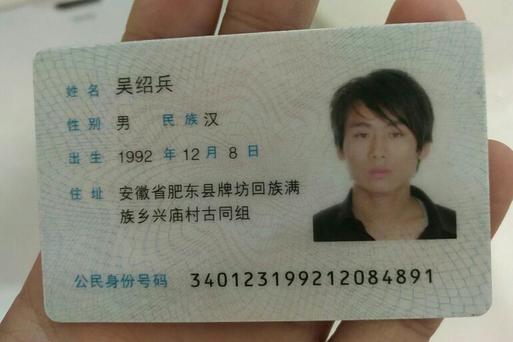 姓名 吴绍兵
性别 男 民族 汉
出生 1992 年 12 月 8 日
住址 安徽省肥东县牌坊回族满
族乡兴庙村古同组
公民身份号码 340123199212084891